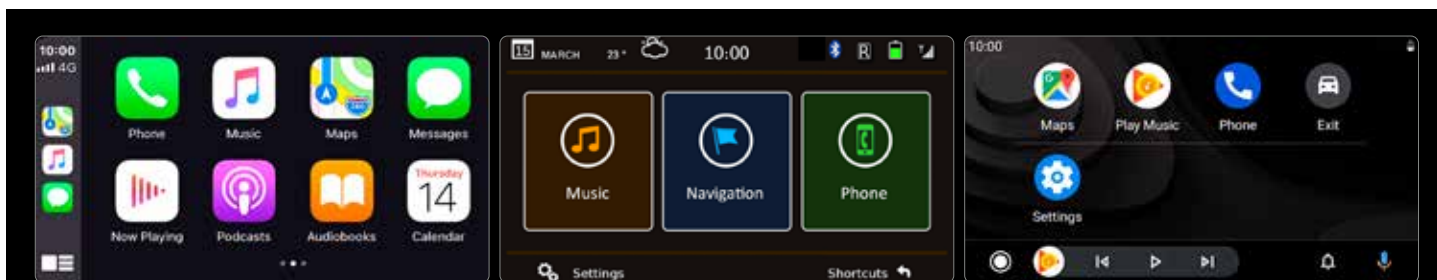 10:00
4G
Phone Music Maps Messages
280
Thursday
14
Now Playing Podcasts Audiobooks Calendar
15 MARCH 23° 10:00 R
Music Navigation Phone
Settings Shortcuts
10:00
Maps Play Music Phone Exit
Settings